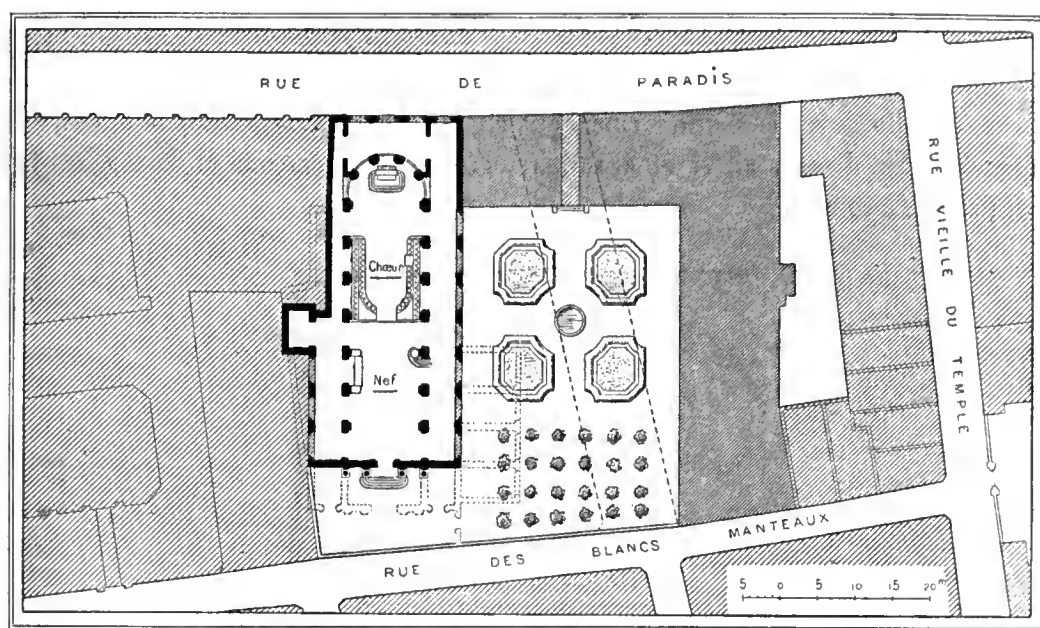 RUE DE PARADIS
RUE VIEILLE DU TEMPLE
Chœur
Nef
RUE DES BLANCS MANTEAUX
5 0 5 10 15 20m